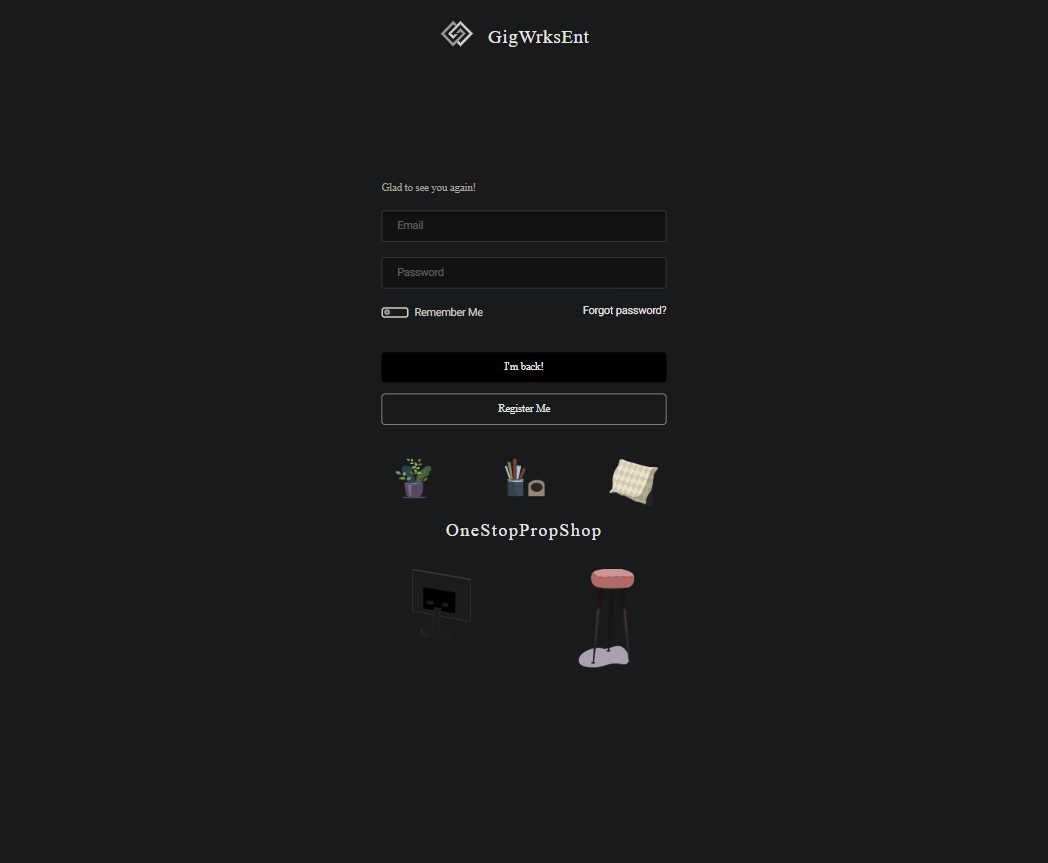 GigWrksEnt
Glad to see you again!
Email
Password
Remember Me
Forgot password?
I'm back!
Register Me
OneStopPropShop